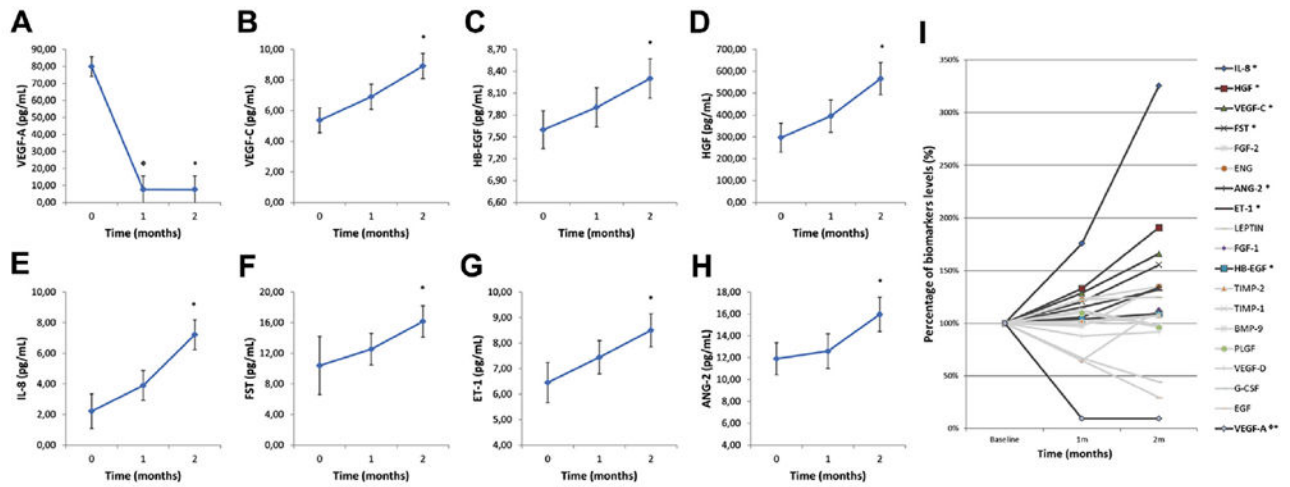 A
VEGF-A (pg/mL)
90,00
80,00
70,00
60,00
50,00
40,00
30,00
20,00
10,00
0,00
0 1 2
Time (months)
B
VEGF-C (pg/mL)
10,00
8,00
6,00
4,00
2,00
0,00
0 1 2
Time (months)
C
HB-EGF (pg/mL)
8,70
8,40
8,10
7,80
7,50
7,20
6,90
6,60
0 1 2
Time (months)
D
HGF (pg/mL)
700,00
600,00
500,00
400,00
300,00
200,00
100,00
0,00
0 1 2
Time (months)
E
IL-8 (pg/mL)
10,00
8,00
6,00
4,00
2,00
0,00
0 1 2
Time (months)
F
FST (pg/mL)
20,00
16,00
12,00
8,00
4,00
0,00
0 1 2
Time (months)
G
ET-1 (pg/mL)
10,00
9,00
8,00
7,00
6,00
5,00
4,00
0 1 2
Time (months)
H
ANG-2 (pg/mL)
18,00
16,00
14,00
12,00
10,00
8,00
6,00
4,00
0 1 2
Time (months)
I
Percentage of biomarkers levels (%)
350%
300%
250%
200%
150%
100%
50%
0%
Baseline 1m 2m
Time (months)
IL-8 *
HGF *
VEGF-C *
FST *
FGF-2
ENG
ANG-2 *
ET-1 *
LEPTIN
FGF-1
HB-EGF *
TIMP-2
TIMP-1
BMP-9
PLGF
VEGF-D
G-CSF
EGF
VEGF-A ♦*